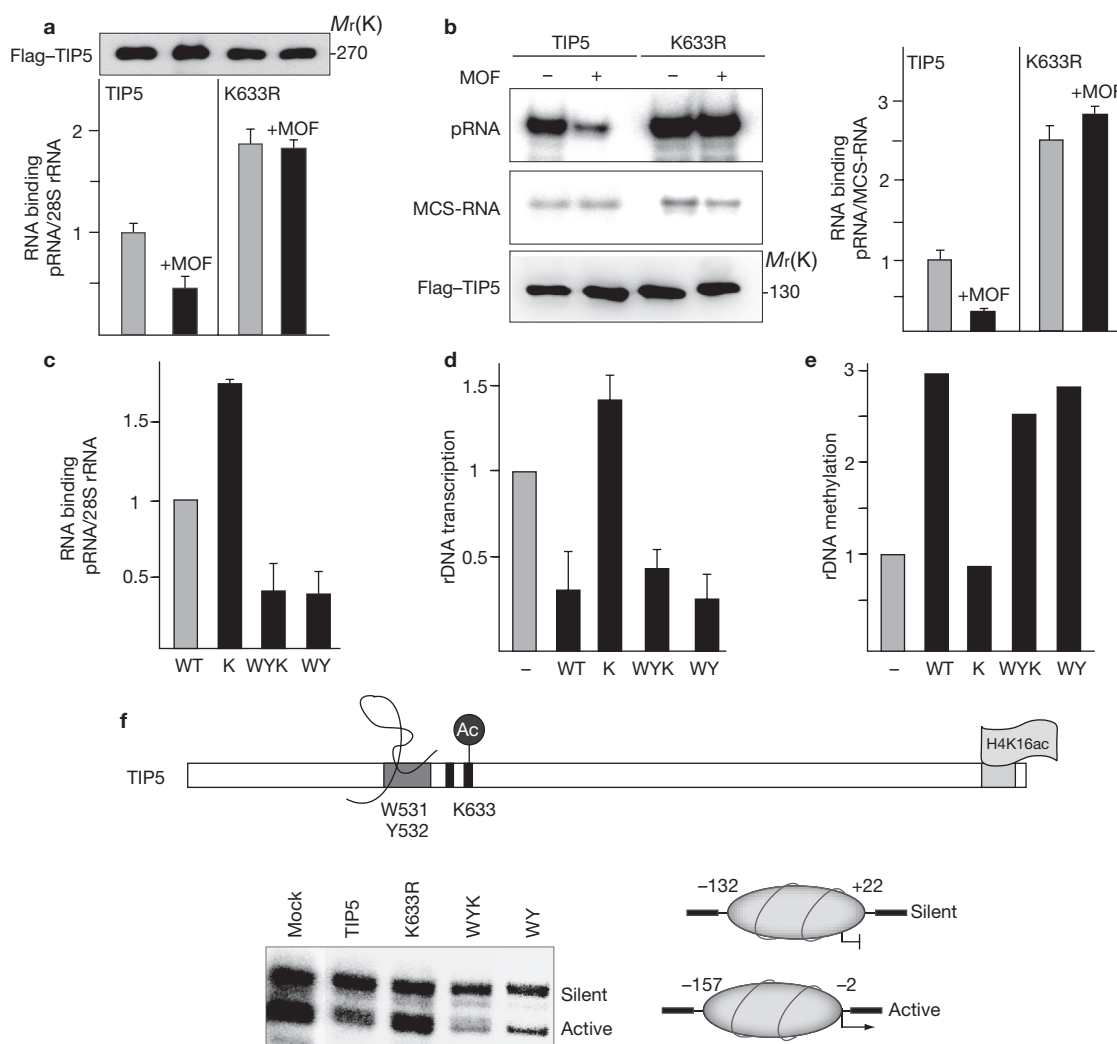 a
Mr(K)
Flag–TIP5
-270
TIP5
K633R
2
1
+MOF
+MOF
RNA binding
pRNA/28S rRNA
b
TIP5
K633R
MOF
– + – +
pRNA
MCS-RNA
Mr(K)
Flag–TIP5
-130
TIP5
K633R
3
2
1
+MOF
+MOF
RNA binding
pRNA/MCS-RNA
c
1.5
1
0.5
RNA binding
pRNA/28S rRNA
WT K WYK WY
d
1.5
1
0.5
rDNA transcription
– WT K WYK WY
e
3
2
1
rDNA methylation
– WT K WYK WY
f
Ac
H4K16ac
TIP5
W531
Y532
K633
Mock
TIP5
K633R
WYK
WY
Silent
Active
–132 +22
Silent
–157 –2
Active